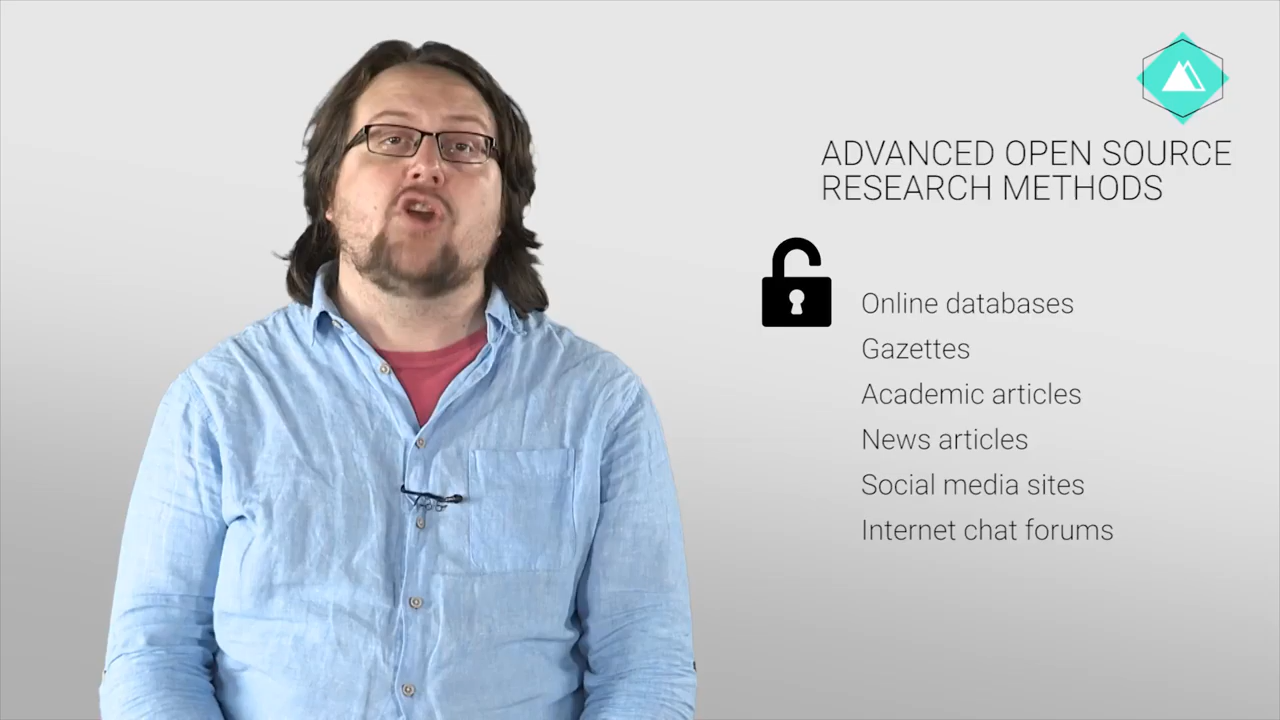 ADVANCED OPEN SOURCE
RESEARCH METHODS
Online databases
Gazettes
Academic articles
News articles
Social media sites
Internet chat forums